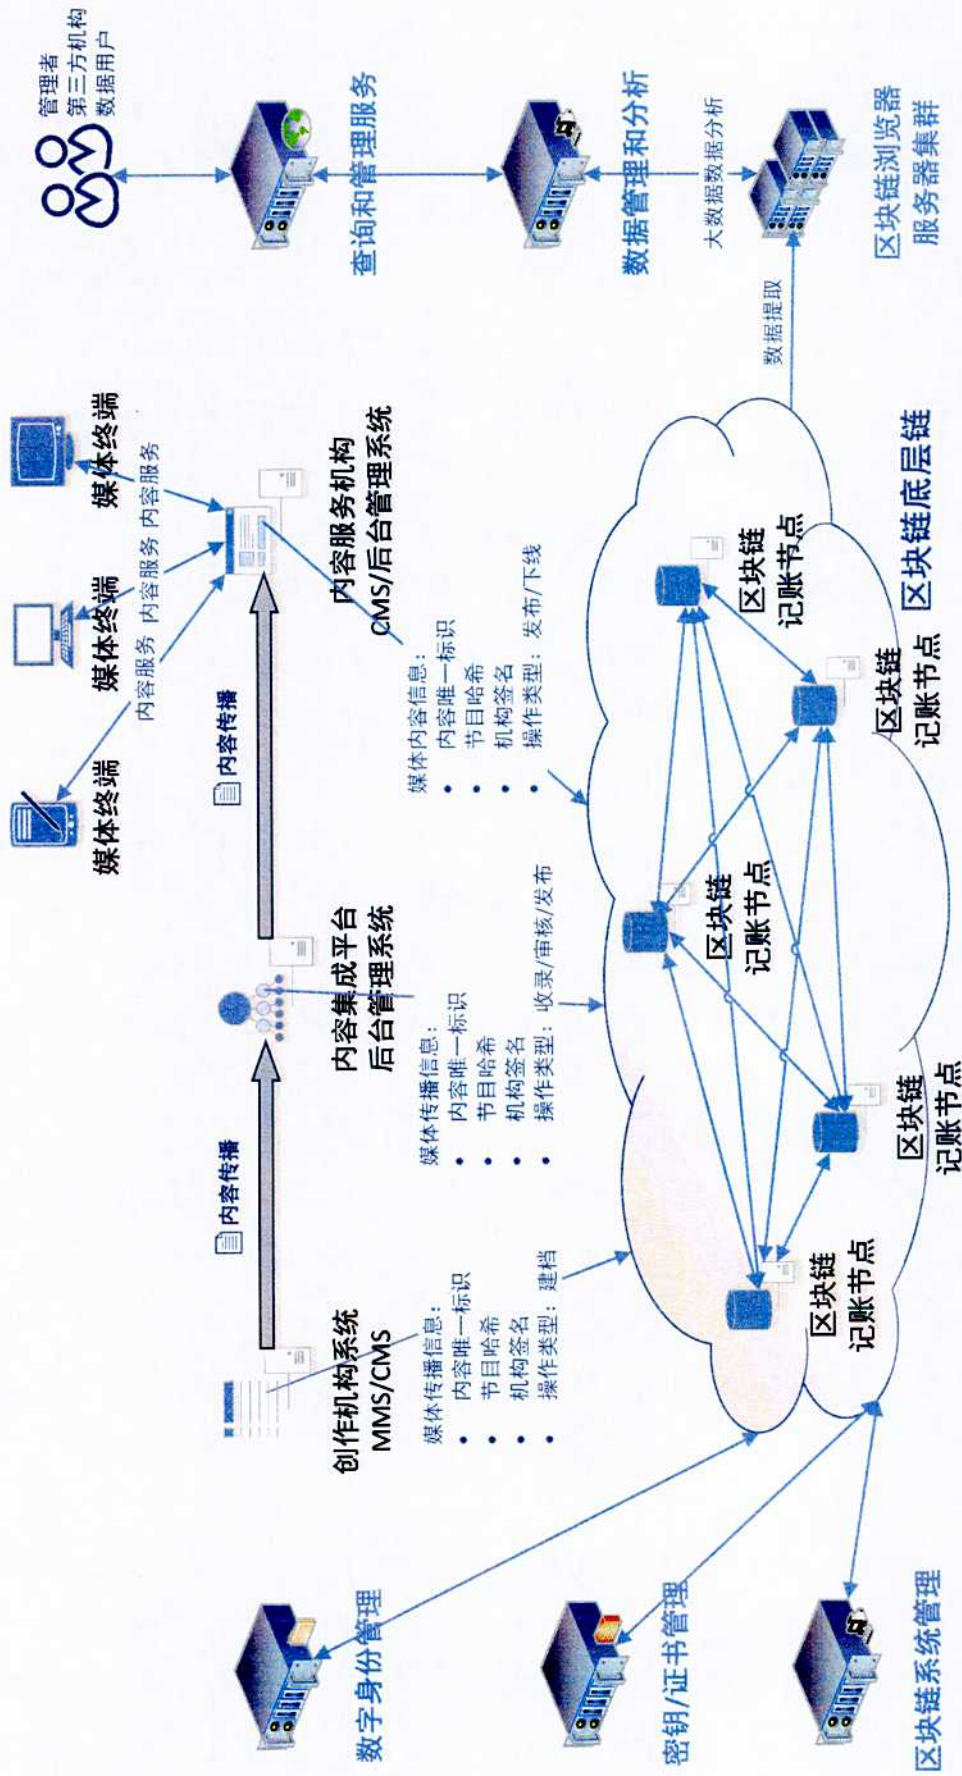 管理者
第三方机构
数据用户
媒体终端
媒体终端
媒体终端
内容服务
内容服务
内容服务
内容传播
内容传播
创作机构系统
MMS/CMS
内容集成平台
后台管理系统
内容服务机构
CMS/后台管理系统
查询和管理服务
数字身份管理
媒体传播信息:
• 内容唯一标识
• 节目哈希
• 机构签名
• 操作类型: 建档
媒体传播信息:
• 内容唯一标识
• 节目哈希
• 机构签名
• 操作类型: 收录/审核/发布
媒体内容信息:
• 内容唯一标识
• 节目哈希
• 机构签名
• 操作类型: 发布/下线
数据管理和分析
密钥/证书管理
大数据数据分析
数据提取
区块链
记账节点
区块链
记账节点
区块链
记账节点
区块链
记账节点
区块链
记账节点
区块链底层链
区块链系统管理
区块链浏览器
服务器集群